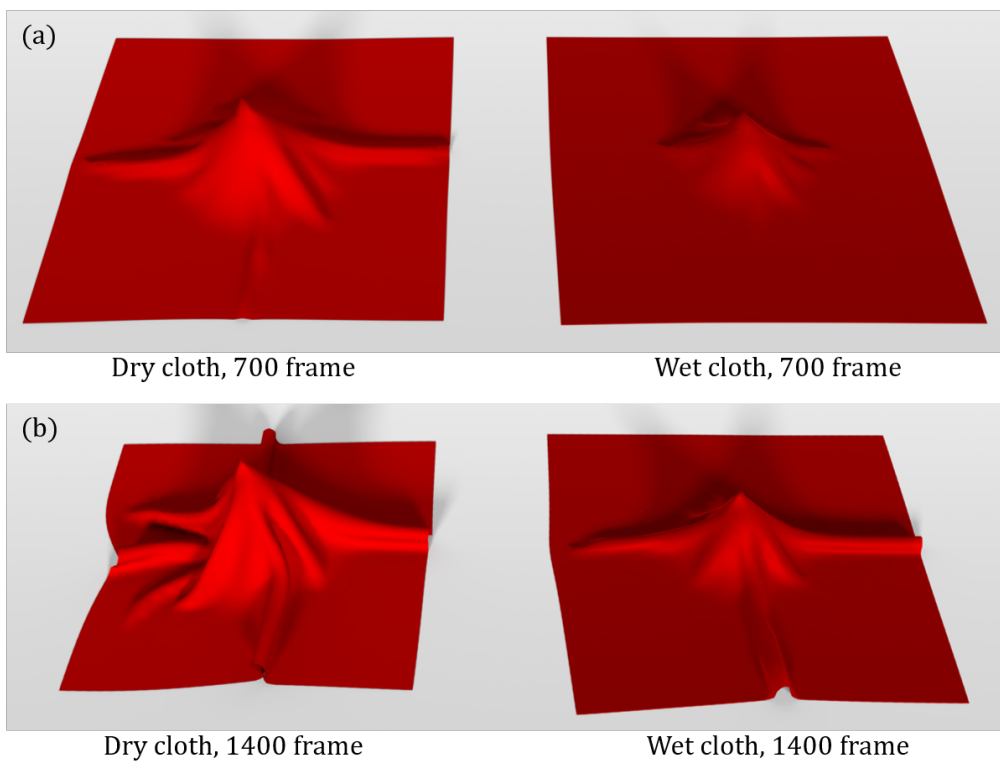 (a)
Dry cloth, 700 frame
Wet cloth, 700 frame
(b)
Dry cloth, 1400 frame
Wet cloth, 1400 frame